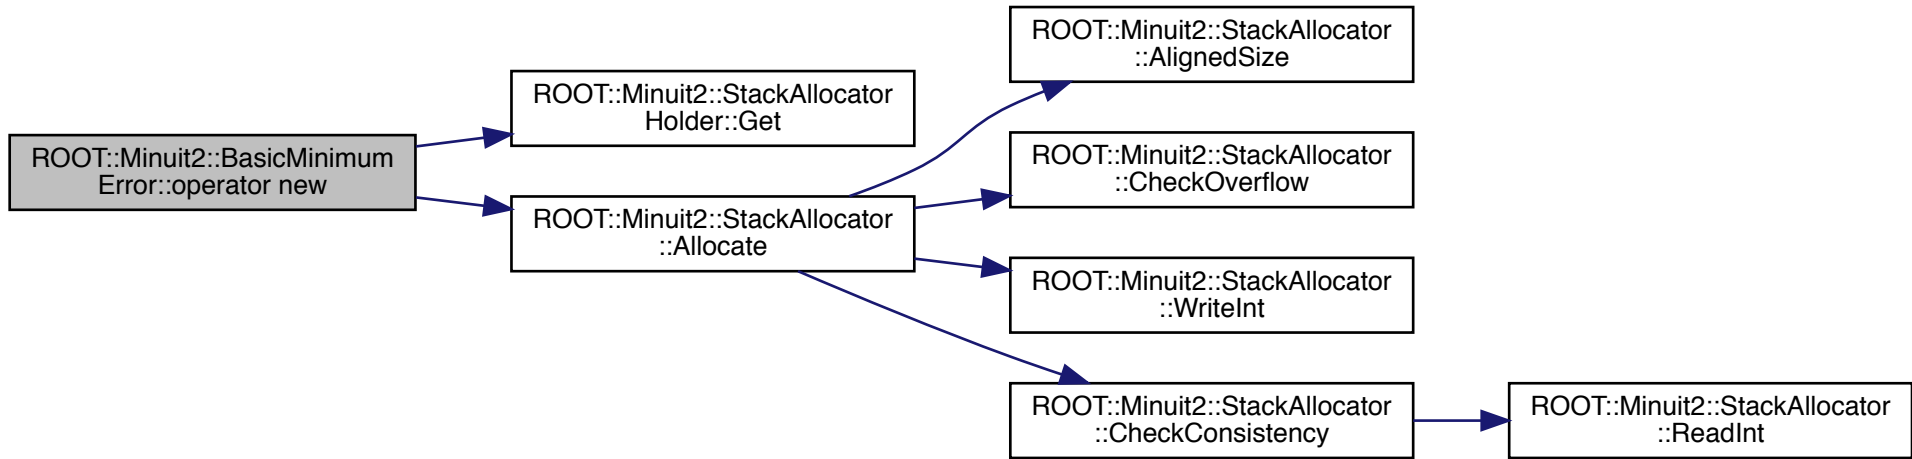 ROOT::Minuit2::BasicMinimum
Error::operator new
ROOT::Minuit2::StackAllocator
Holder::Get
ROOT::Minuit2::StackAllocator
::Allocate
ROOT::Minuit2::StackAllocator
::AlignedSize
ROOT::Minuit2::StackAllocator
::CheckOverflow
ROOT::Minuit2::StackAllocator
::WriteInt
ROOT::Minuit2::StackAllocator
::CheckConsistency
ROOT::Minuit2::StackAllocator
::ReadInt